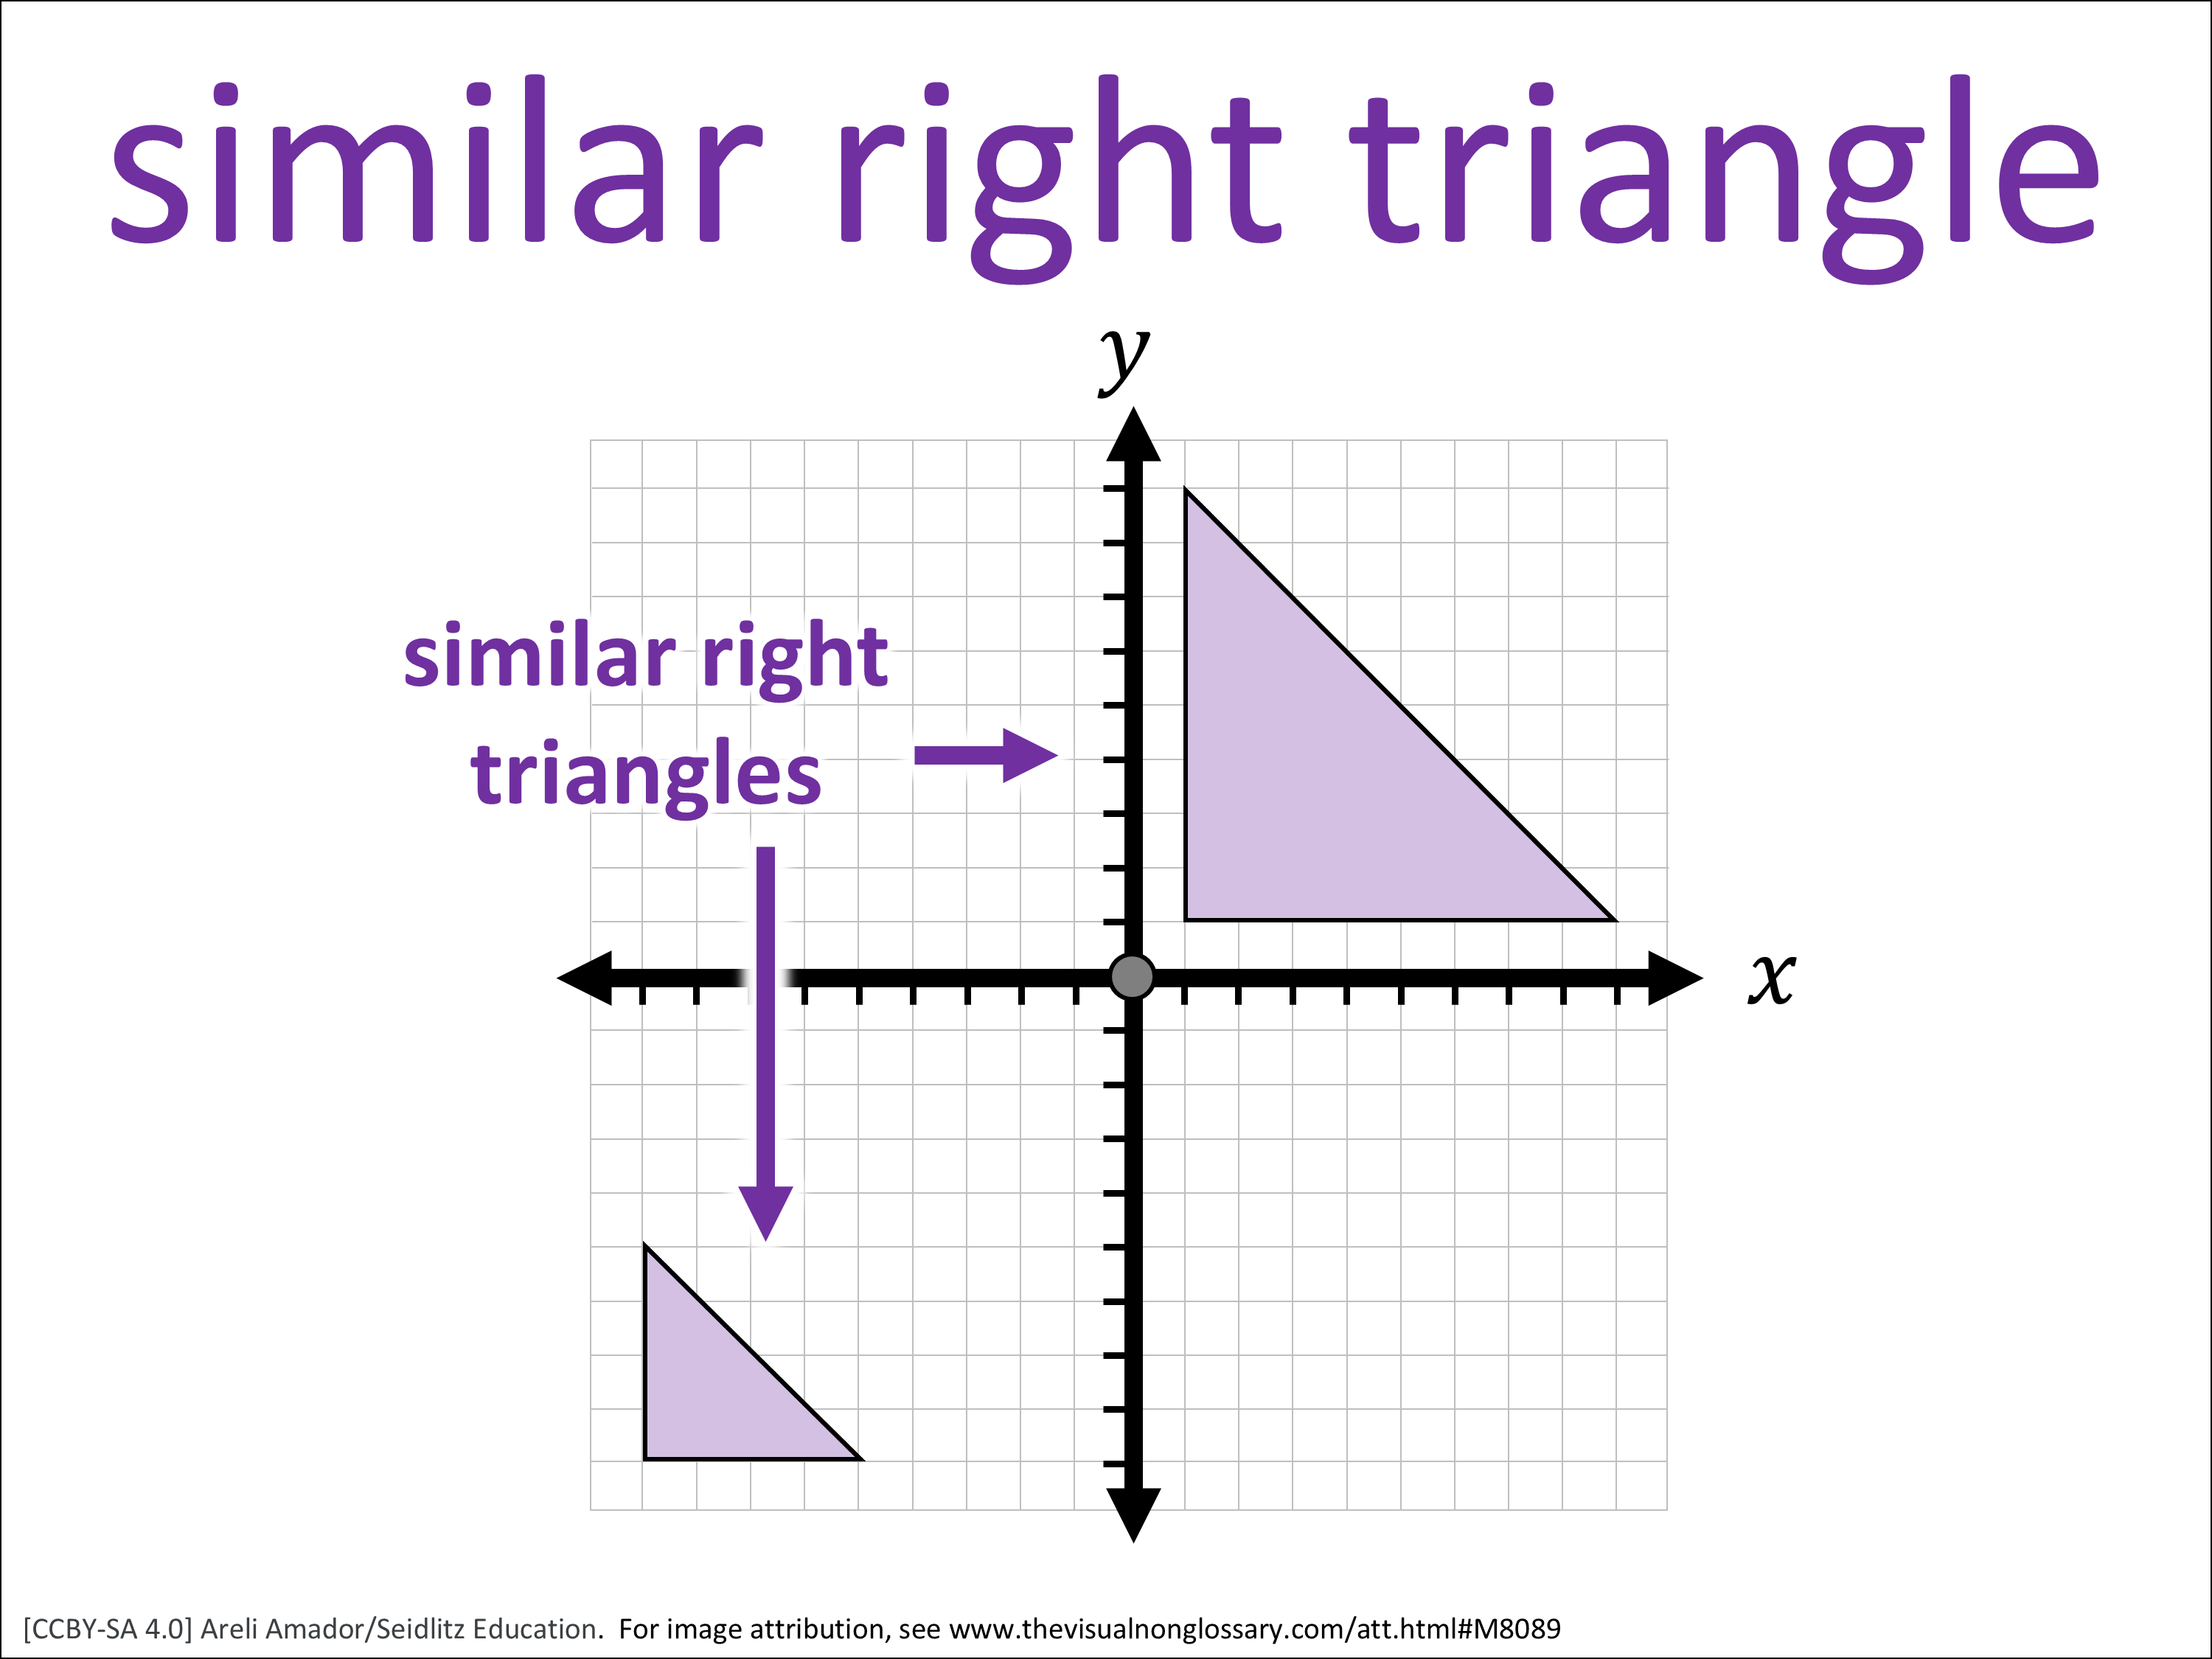 similar right triangle
y
similar right
triangles
x
[CCBY-SA 4.0] Areli Amador/Seidlitz Education.  For image attribution, see www.thevisualnonglossary.com/att.html#M8089